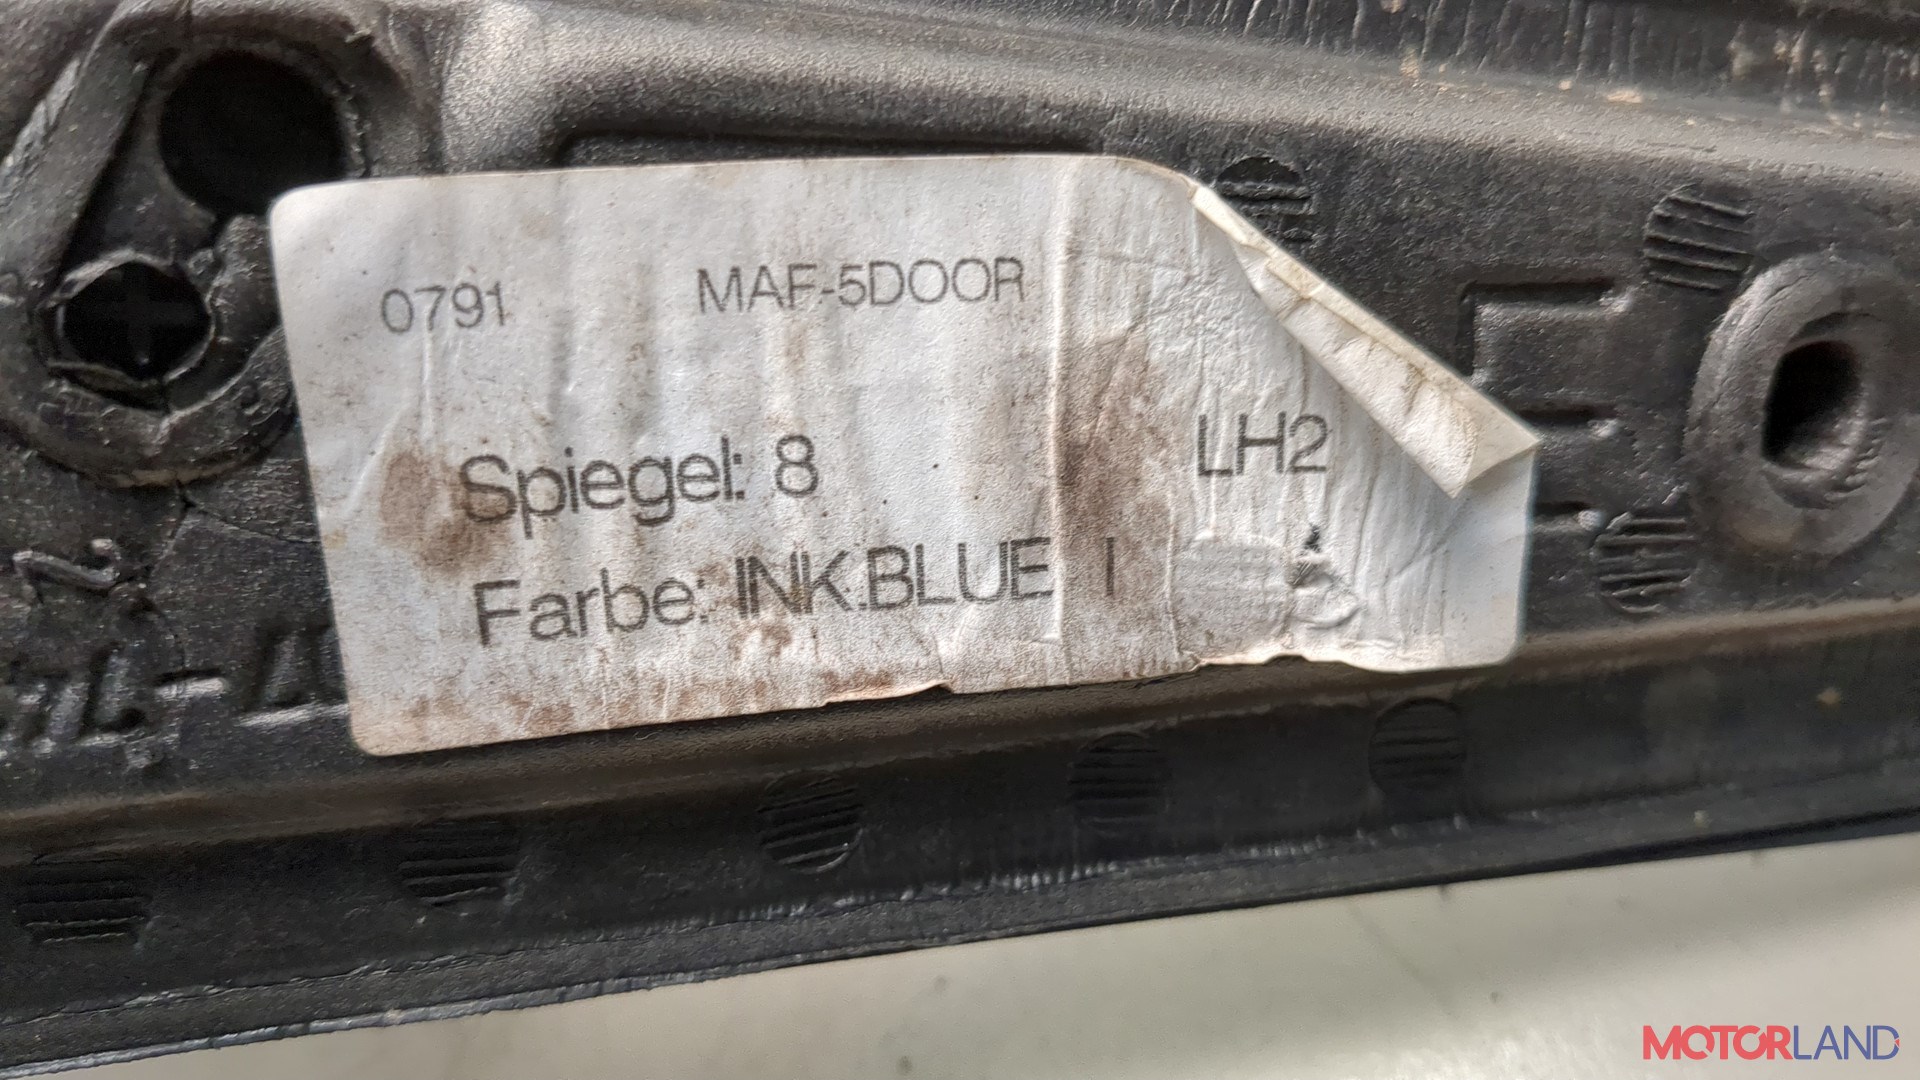 0791 MAF-5DOOR
Spiegel: 8 LH2
Farbe: INK.BLUE I
MOTORLAND